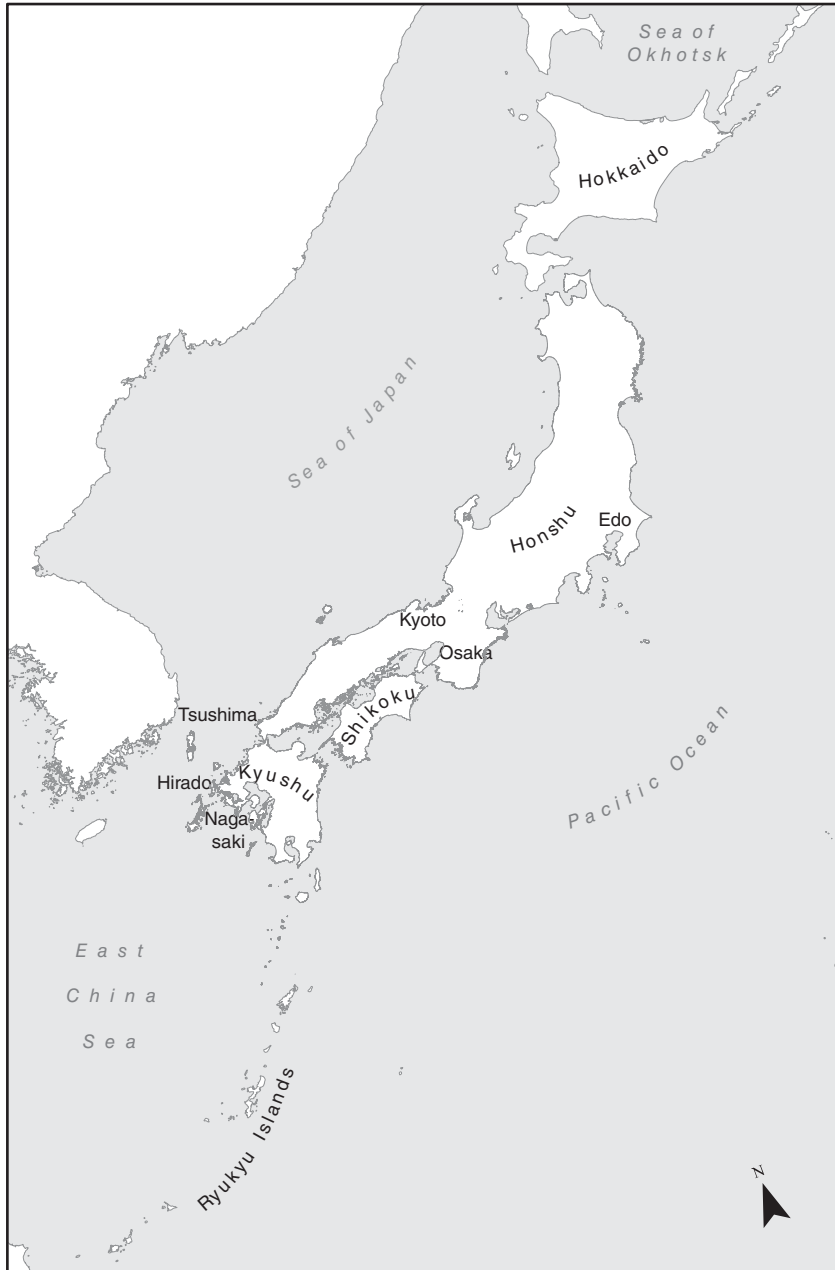 Sea of
Okhotsk
Hokkaido
Sea of Japan
Honshu
Edo
Kyoto
Osaka
Shikoku
Tsushima
Kyushu
Hirado
Naga-
saki
Pacific Ocean
East
China
Sea
Ryukyu Islands
N